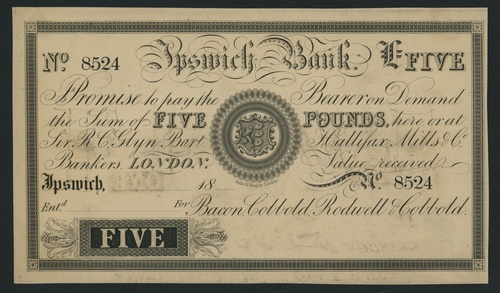 No 8524 Ipswich Bank. £FIVE
I Promise to pay the Bearer on Demand
the Sum of FIVE POUNDS, here or at
Sir R.C. Glyn Bart. Hallifax Mills & Co
Bankers LONDON. Value received
Ipswich, 18 No. 8524
Ent.d For Bacon, Cobbold, Rodwell & Cobbold.
FIVE